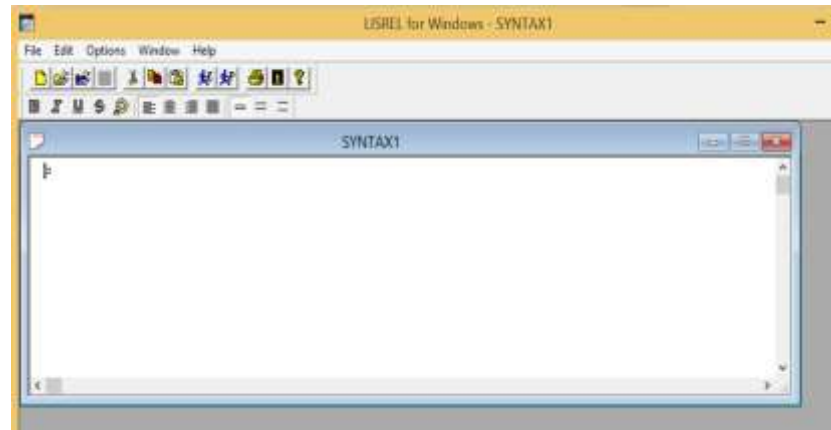 LISREL for Windows - SYNTAX1
File Edit Options Window Help
B I U S
SYNTAX1